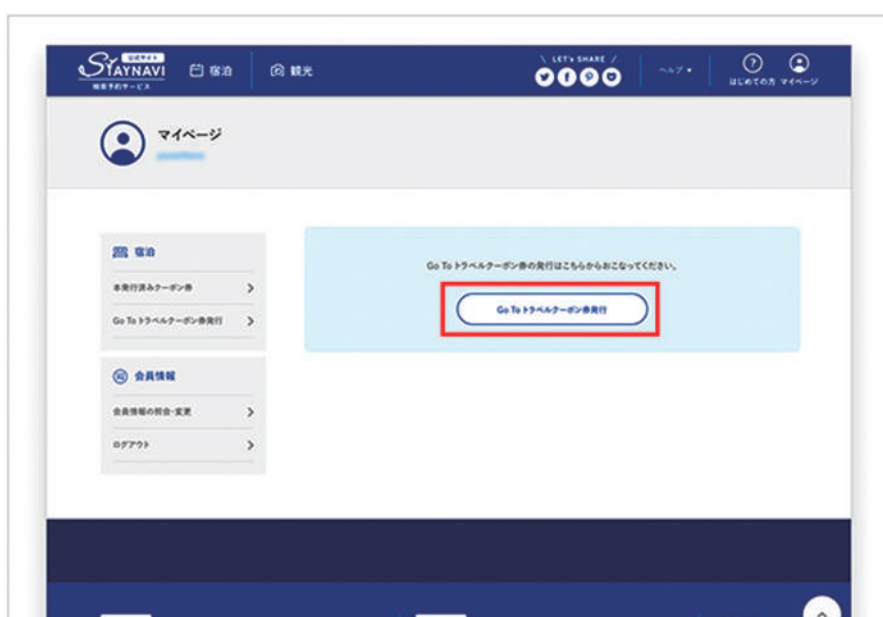 公式サイト
STAYNAVI
検索予約サービス
宿泊
観光
\ LET's SHARE /
ヘルプ
はじめての方
マイページ
マイページ
宿泊
本発行済みクーポン券
Go To トラベルクーポン券発行
会員情報
会員情報の照会・変更
ログアウト
Go To トラベルクーポン券の発行はこちらからおこなってください。
Go To トラベルクーポン券発行